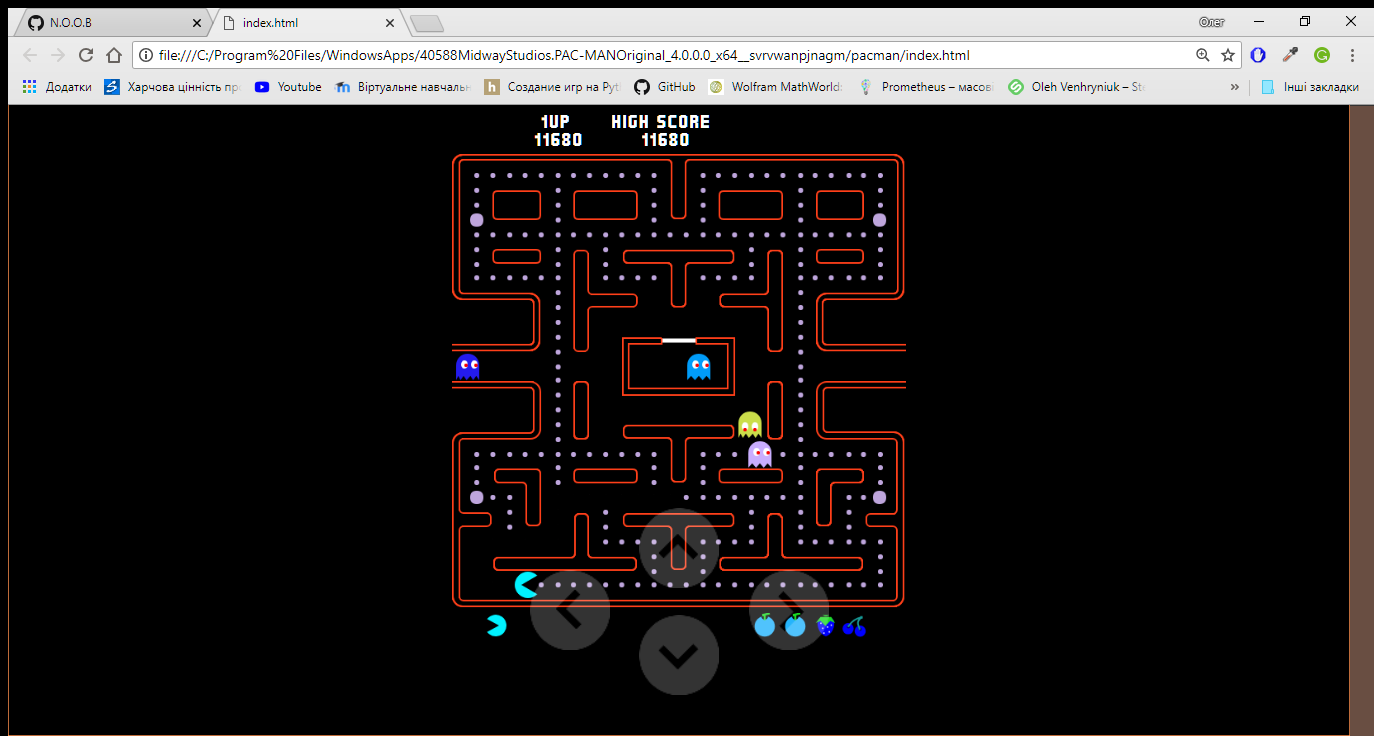 N.O.O.B
index.html
Олег
file:///C:/Program%20Files/WindowsApps/40588MidwayStudios.PAC-MANOriginal_4.0.0.0_x64__svrvwanpjnagm/pacman/index.html
Додатки
Харчова цінність пр
Youtube
Віртуальне навчальн
Создание игр на Pyt
GitHub
Wolfram MathWorld:
Prometheus – масові
Oleh Venhryniuk – St
Інші закладки
1UP
HIGH SCORE
11680
11680